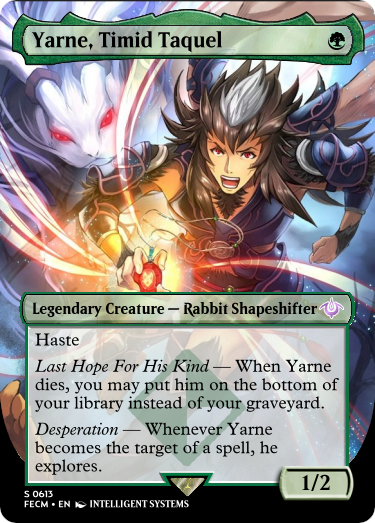 Yarne, Timid Taquel
Legendary Creature — Rabbit Shapeshifter
Haste
Last Hope For His Kind — When Yarne
dies, you may put him on the bottom of
your library instead of your graveyard.
Desperation — Whenever Yarne
becomes the target of a spell, he
explores.
1/2
S 0613
FECM • EN INTELLIGENT SYSTEMS